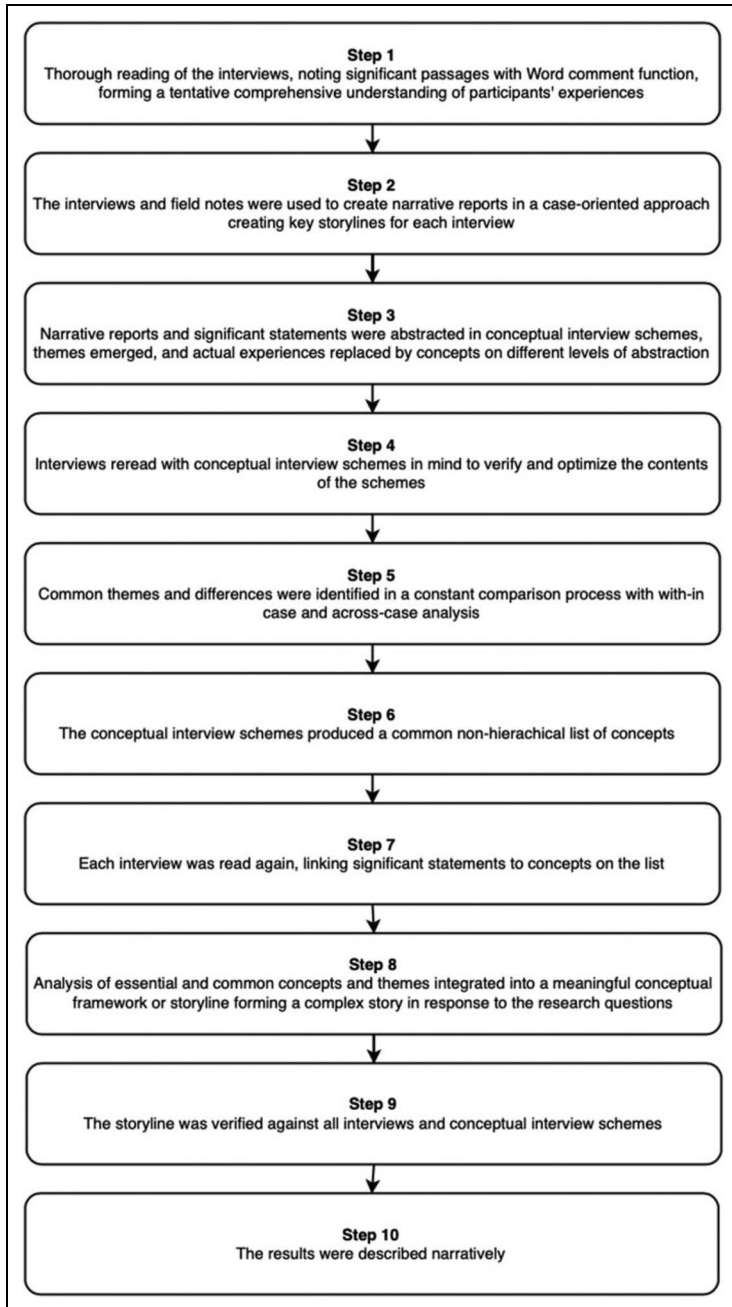 Step 1
Thorough reading of the interviews, noting significant passages with Word comment function,
forming a tentative comprehensive understanding of participants' experiences
Step 2
The interviews and field notes were used to create narrative reports in a case-oriented approach
creating key storylines for each interview
Step 3
Narrative reports and significant statements were abstracted in conceptual interview schemes,
themes emerged, and actual experiences replaced by concepts on different levels of abstraction
Step 4
Interviews reread with conceptual interview schemes in mind to verify and optimize the contents
of the schemes
Step 5
Common themes and differences were identified in a constant comparison process with with-in
case and across-case analysis
Step 6
The conceptual interview schemes produced a common non-hierachical list of concepts
Step 7
Each interview was read again, linking significant statements to concepts on the list
Step 8
Analysis of essential and common concepts and themes integrated into a meaningful conceptual
framework or storyline forming a complex story in response to the research questions
Step 9
The storyline was verified against all interviews and conceptual interview schemes
Step 10
The results were described narratively